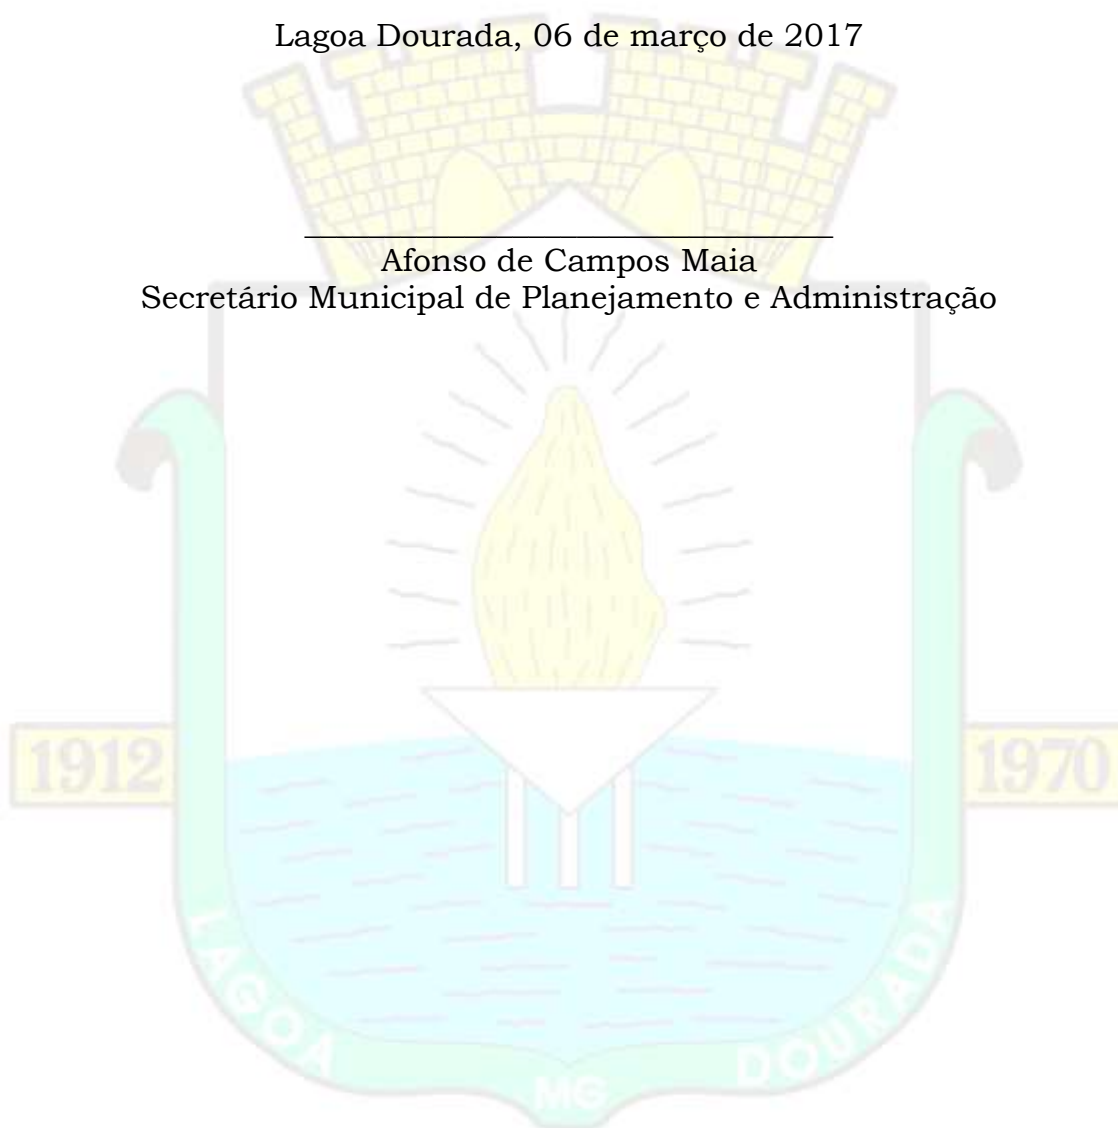 Lagoa Dourada, 06 de março de 2017
Afonso de Campos Maia
Secretário Municipal de Planejamento e Administração
1912
1970
LAGOA
DOURADA
MG